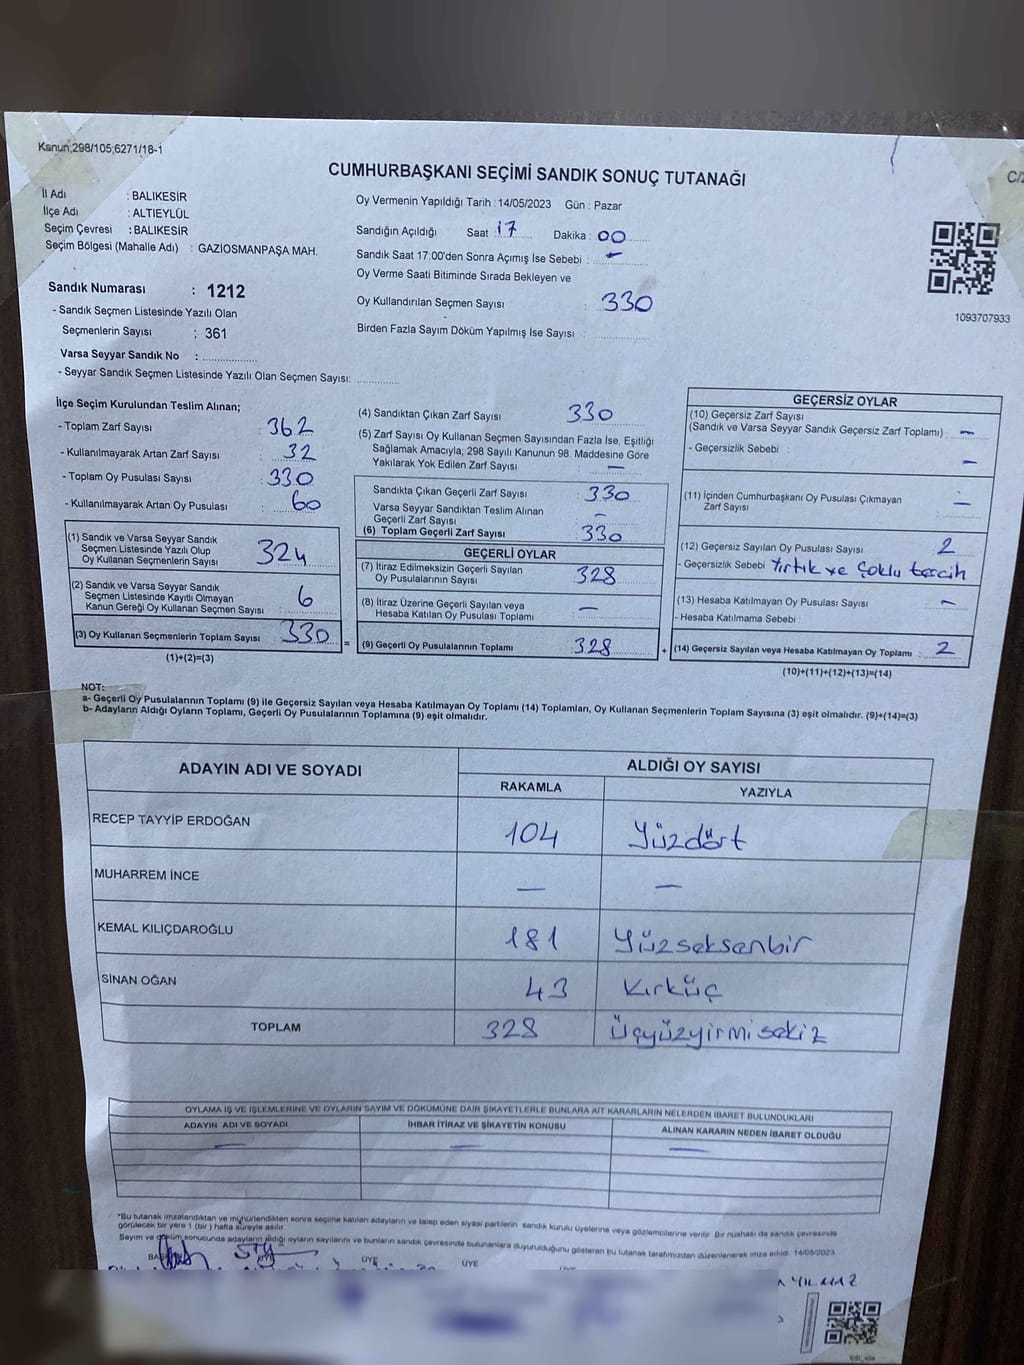 Kanun;298/105;6271/18-1
CUMHURBAŞKANI SEÇİMİ SANDIK SONUÇ TUTANAĞI
C/2
İl Adı : BALIKESİR
İlçe Adı : ALTIEYLÜL
Seçim Çevresi : BALIKESİR
Seçim Bölgesi (Mahalle Adı) : GAZİOSMANPAŞA MAH.
Sandık Numarası : 1212
- Sandık Seçmen Listesinde Yazılı Olan
Seçmenlerin Sayısı : 361
Varsa Seyyar Sandık No : ..................
- Seyyar Sandık Seçmen Listesinde Yazılı Olan Seçmen Sayısı: .............
Oy Vermenin Yapıldığı Tarih : 14/05/2023 Gün : Pazar
Sandığın Açıldığı Saat 17 Dakika : 00
Sandık Saat 17:00'den Sonra Açımış İse Sebebi : -
Oy Verme Saati Bitiminde Sırada Bekleyen ve
Oy Kullandırılan Seçmen Sayısı 330
Birden Fazla Sayım Döküm Yapılmış İse Sayısı :
1093707933
İlçe Seçim Kurulundan Teslim Alınan;
- Toplam Zarf Sayısı : 362
- Kullanılmayarak Artan Zarf Sayısı : 32
- Toplam Oy Pusulası Sayısı : 330
- Kullanılmayarak Artan Oy Pusulası : 60
(1) Sandık ve Varsa Seyyar Sandık
Seçmen Listesinde Yazılı Olup
Oy Kullanan Seçmenlerin Sayısı 324
(2) Sandık ve Varsa Seyyar Sandık
Seçmen Listesinde Kayıtlı Olmayan
Kanun Gereği Oy Kullanan Seçmen Sayısı : 6
(3) Oy Kullanan Seçmenlerin Toplam Sayısı 330 =
(1)+(2)=(3)
(4) Sandıktan Çıkan Zarf Sayısı 330
(5) Zarf Sayısı Oy Kullanan Seçmen Sayısından Fazla İse, Eşitliği
Sağlamak Amacıyla, 298 Sayılı Kanunun 98. Maddesine Göre
Yakılarak Yok Edilen Zarf Sayısı -
Sandıkta Çıkan Geçerli Zarf Sayısı : 330
Varsa Seyyar Sandıktan Teslim Alınan
Geçerli Zarf Sayısı -
(6) Toplam Geçerli Zarf Sayısı : 330
GEÇERLİ OYLAR
(7) İtiraz Edilmeksizin Geçerli Sayılan
Oy Pusulalarının Sayısı 328
(8) İtiraz Üzerine Geçerli Sayılan veya
Hesaba Katılan Oy Pusulası Toplamı -
(9) Geçerli Oy Pusulalarının Toplamı 328 +
GEÇERSİZ OYLAR
(10) Geçersiz Zarf Sayısı
(Sandık ve Varsa Seyyar Sandık Geçersiz Zarf Toplamı) : -
- Geçersizlik Sebebi : -
(11) İçinden Cumhurbaşkanı Oy Pusulası Çıkmayan
Zarf Sayısı -
(12) Geçersiz Sayılan Oy Pusulası Sayısı 2
- Geçersizlik Sebebi Yırtık ve Çoklu tercih
(13) Hesaba Katılmayan Oy Pusulası Sayısı -
- Hesaba Katılmama Sebebi :
(14) Geçersiz Sayılan veya Hesaba Katılmayan Oy Toplamı 2
(10)+(11)+(12)+(13)=(14)
NOT:
a- Geçerli Oy Pusulalarının Toplamı (9) ile Geçersiz Sayılan veya Hesaba Katılmayan Oy Toplamı (14) Toplamları, Oy Kullanan Seçmenlerin Toplam Sayısına (3) eşit olmalıdır. (9)+(14)=(3)
b- Adayların Aldığı Oyların Toplamı, Geçerli Oy Pusulalarının Toplamına (9) eşit olmalıdır.
ADAYIN ADI VE SOYADI ALDIĞI OY SAYISI
RAKAMLA YAZIYLA
RECEP TAYYİP ERDOĞAN 104 Yüzdört
MUHARREM İNCE - -
KEMAL KILIÇDAROĞLU 181 Yüzseksenbir
SİNAN OĞAN 43 Kırküç
TOPLAM 328 Üçyüzyirmisekiz
OYLAMA İŞ VE İŞLEMLERİNE VE OYLARIN SAYIM VE DÖKÜMÜNE DAİR ŞİKAYETLERLE BUNLARA AİT KARARLARIN NELERDEN İBARET BULUNDUKLARI
ADAYIN ADI VE SOYADI İHBAR İTİRAZ VE ŞİKAYETİN KONUSU ALINAN KARARIN NEDEN İBARET OLDUĞU
- - -
*Bu tutanak imzalandıktan ve mühürlendikten sonra seçime katılan adayların ve talep eden siyasi partilerin sandık kurulu üyelerine veya gözlemcilerine verilir. Bir nüshası da sandık çevresinde
görülecek bir yere 1 (bir) hafta süreyle asılır.
Sayım ve döküm sonucunda adayların aldığı oyların sayılarını ve bunların sandık çevresinde bulunanlara duyurulduğunu gösteren bu tutanak tarafımızdan düzenlenerek imza edildi. 14/05/2023
ÜYE ÜYE